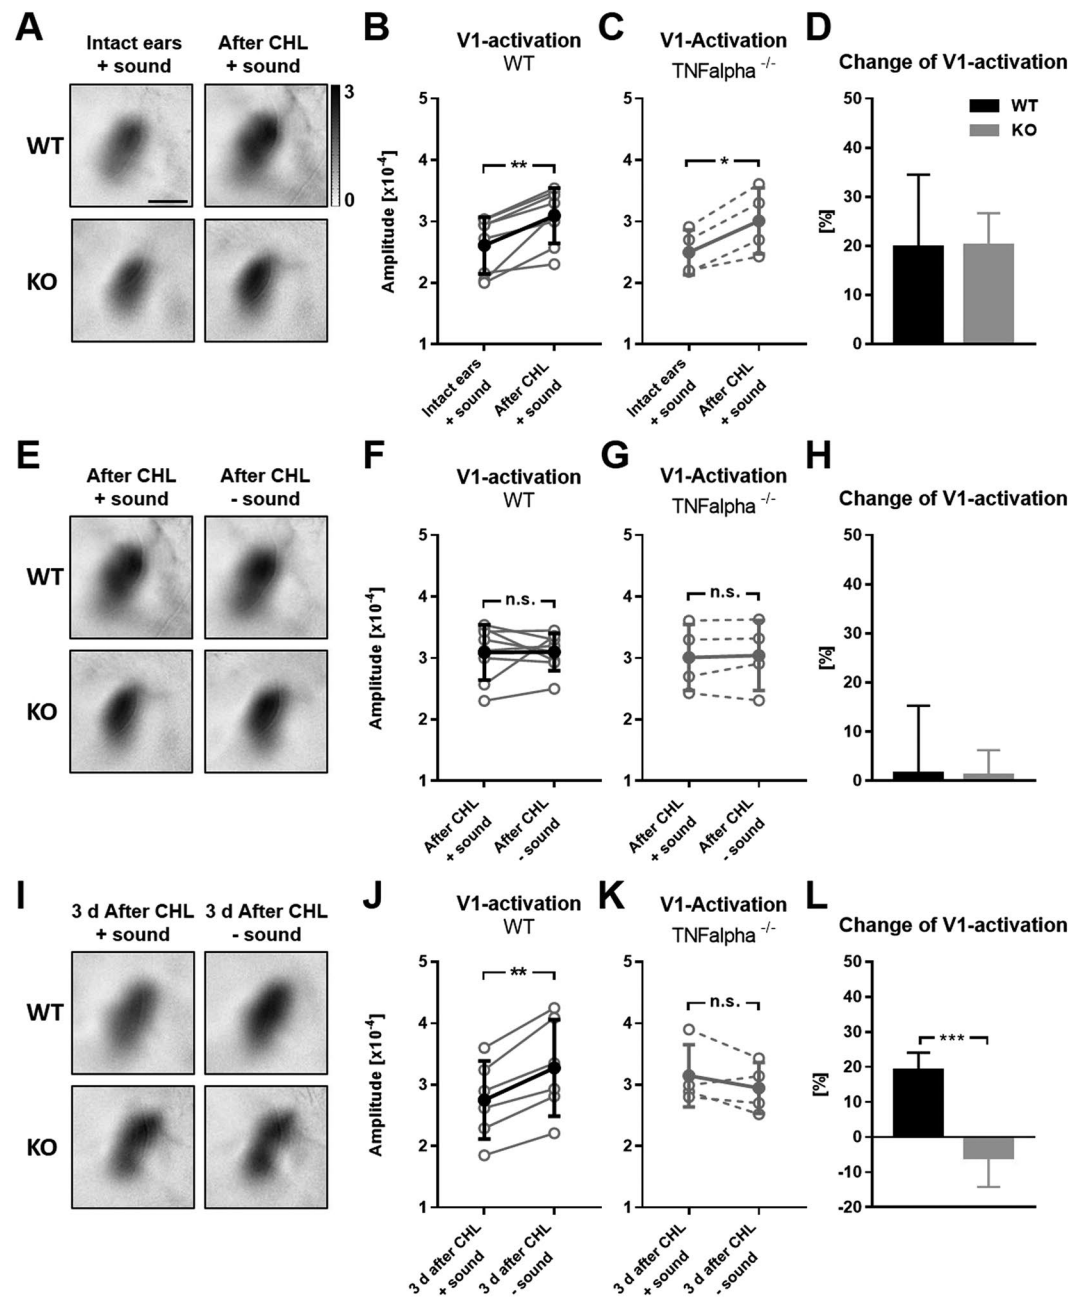 A
Intact ears
+ sound
After CHL
+ sound
WT
KO
3
0
B
V1-activation
WT
Amplitude [x10⁻⁴]
5
4
3
2
1
**
Intact ears
+ sound
After CHL
+ sound
C
V1-Activation
TNFalpha ⁻/⁻
5
4
3
2
1
*
Intact ears
+ sound
After CHL
+ sound
D
Change of V1-activation
WT
KO
[%]
50
40
30
20
10
0
E
After CHL
+ sound
After CHL
- sound
WT
KO
F
V1-activation
WT
Amplitude [x10⁻⁴]
5
4
3
2
1
n.s.
After CHL
+ sound
After CHL
- sound
G
V1-Activation
TNFalpha ⁻/⁻
5
4
3
2
1
n.s.
After CHL
+ sound
After CHL
- sound
H
Change of V1-activation
[%]
50
40
30
20
10
0
I
3 d After CHL
+ sound
3 d After CHL
- sound
WT
KO
J
V1-activation
WT
Amplitude [x10⁻⁴]
5
4
3
2
1
**
3 d after CHL
+ sound
3 d after CHL
- sound
K
V1-Activation
TNFalpha ⁻/⁻
5
4
3
2
1
n.s.
3 d after CHL
+ sound
3 d after CHL
- sound
L
Change of V1-activation
[%]
50
40
30
20
10
0
-10
-20
***